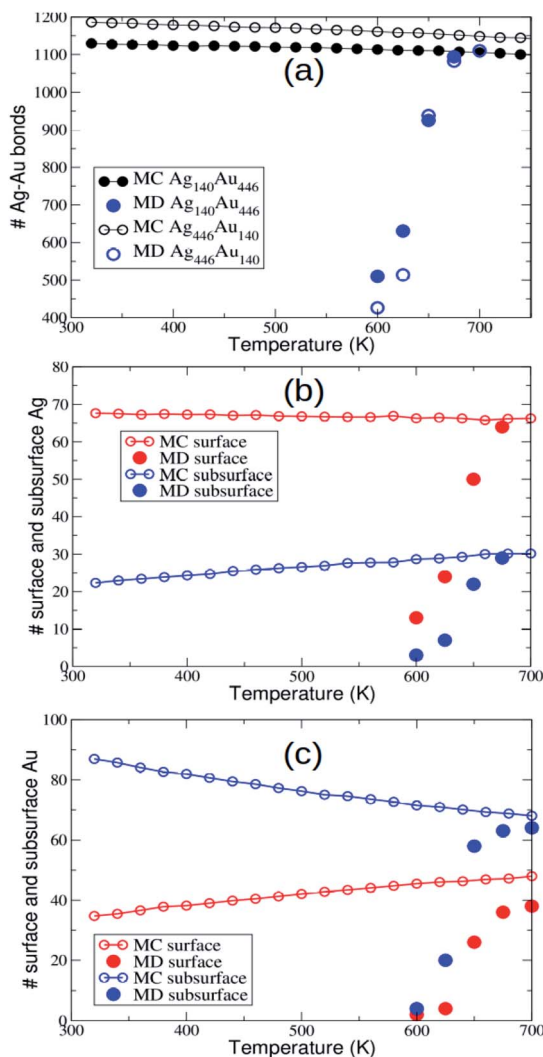 1200
1100
1000
900
800
700
600
500
400
# Ag-Au bonds
(a)
MC Ag140Au446
MD Ag140Au446
MC Ag446Au140
MD Ag446Au140
300 400 500 600 700
Temperature (K)
80
70
60
50
40
30
20
10
0
# surface and subsurface Ag
(b)
MC surface
MD surface
MC subsurface
MD subsurface
300 400 500 600 700
Temperature (K)
100
80
60
40
20
0
# surface and subsurface Au
(c)
MC surface
MD surface
MC subsurface
MD subsurface
300 400 500 600 700
Temperature (K)